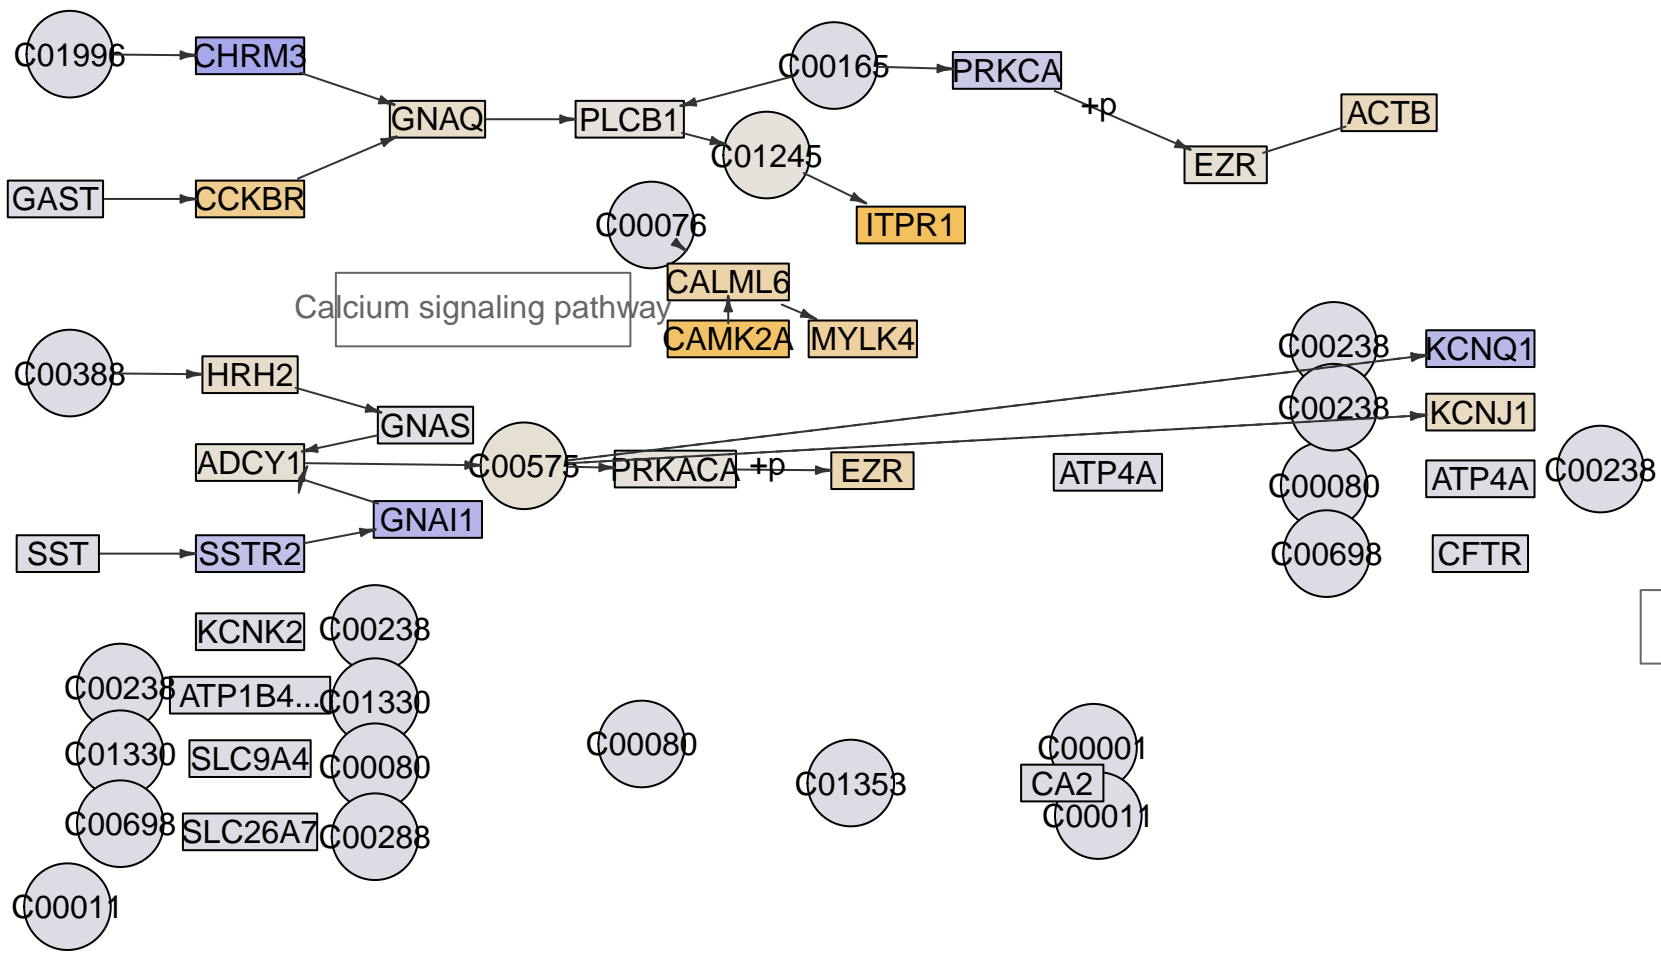 C01996
CHRM3
C00165
PRKCA
+p
ACTB
GNAQ
PLCB1
C01245
EZR
GAST
CCKBR
C00076
ITPR1
CALML6
Calcium signaling pathway
CAMK2A
MYLK4
C00238
KCNQ1
C00388
HRH2
C00238
KCNJ1
GNAS
ADCY1
C00575
PRKACA
+p
EZR
ATP4A
C00080
ATP4A
C00238
GNAI1
SST
SSTR2
C00698
CFTR
KCNK2
C00238
C00238
ATP1B4...
C01330
C01330
SLC9A4
C00080
C00080
C01353
C00001
CA2
C00011
C00698
SLC26A7
C00288
C00011